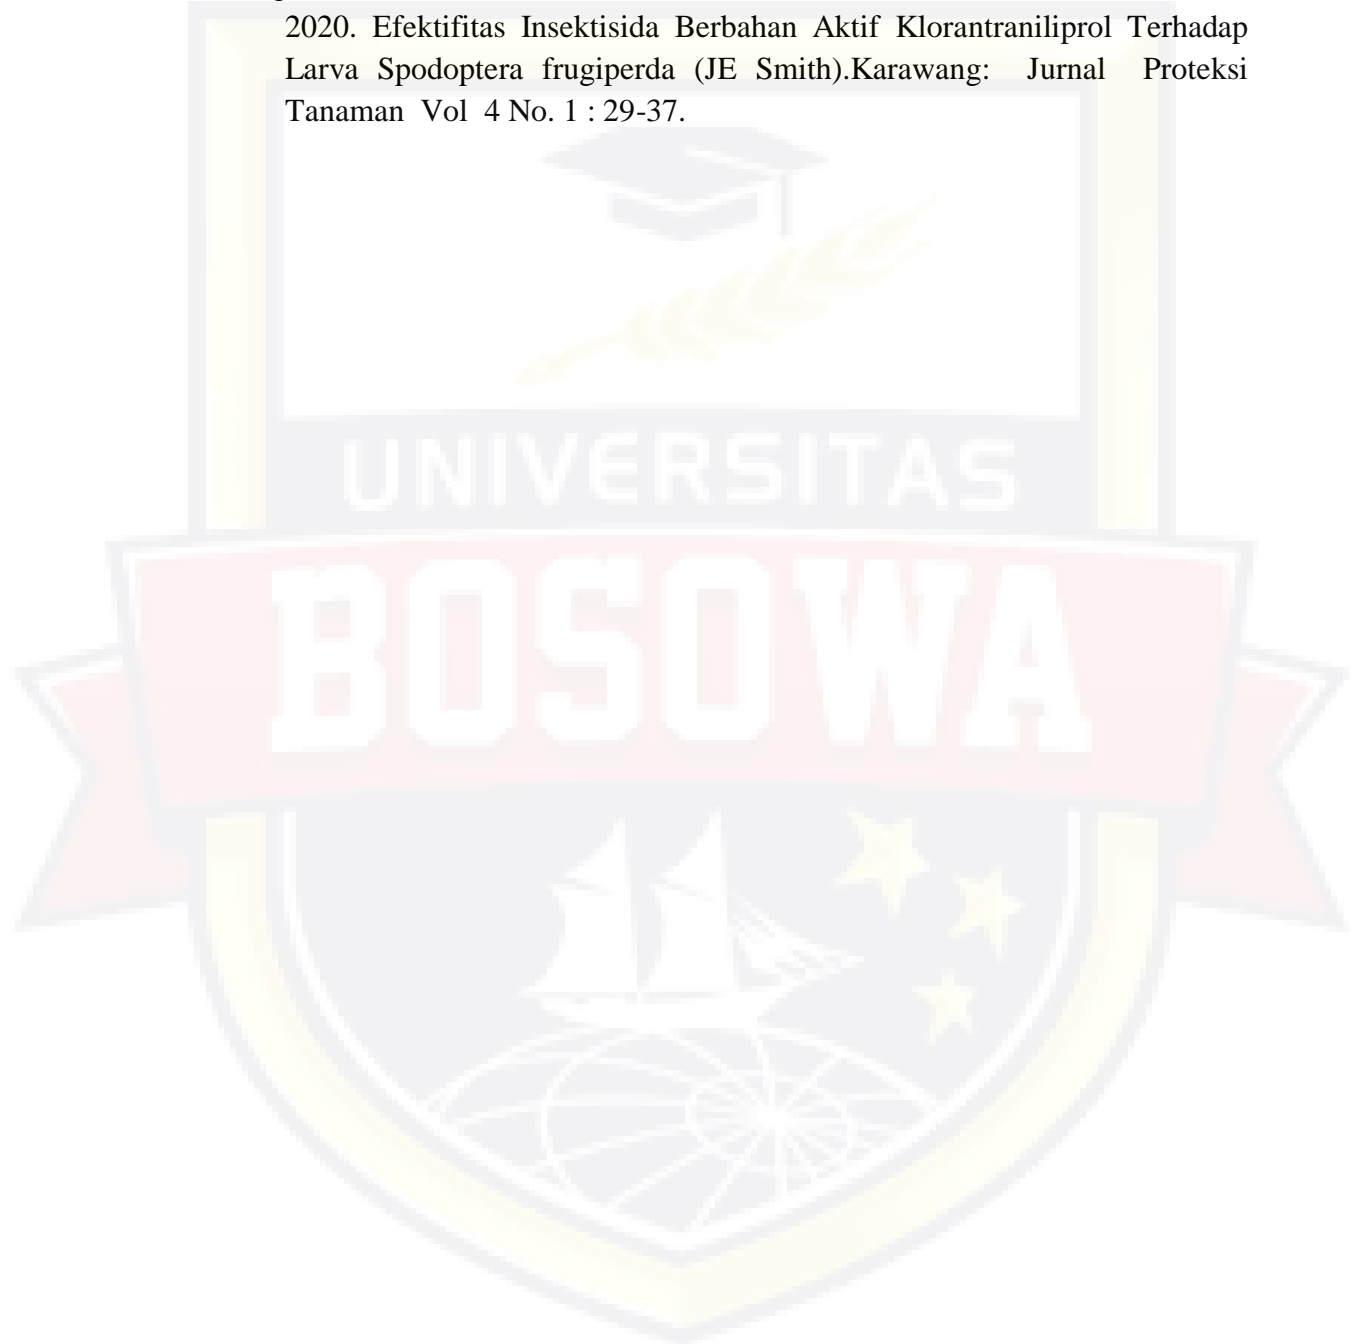 2020. Efektifitas Insektisida Berbahan Aktif Klorantraniliprol Terhadap
Larva Spodoptera frugiperda (JE Smith).Karawang: Jurnal Proteksi
Tanaman Vol 4 No. 1 : 29-37.
UNIVERSITAS
BOSOWA